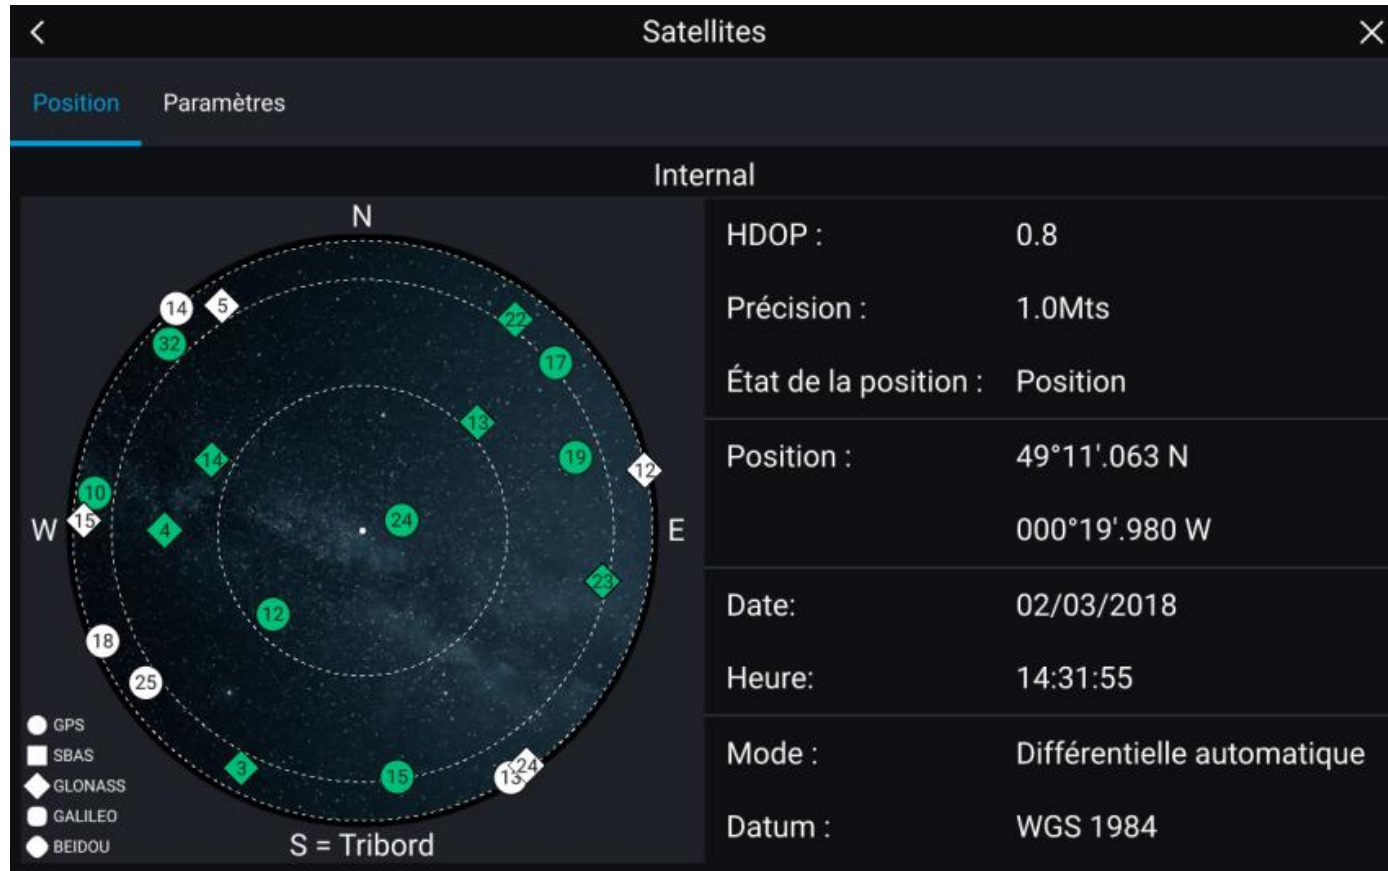 Satellites
Position Paramètres
Internal
N
14 5
22
32
17
13
14
19
12
10
15
W
4
24
E
23
12
18
25
3
15
13 24
GPS
SBAS
GLONASS
GALILEO
BEIDOU
S = Tribord
HDOP : 0.8
Précision : 1.0Mts
État de la position : Position
Position : 49°11'.063 N
000°19'.980 W
Date: 02/03/2018
Heure: 14:31:55
Mode : Différentielle automatique
Datum : WGS 1984